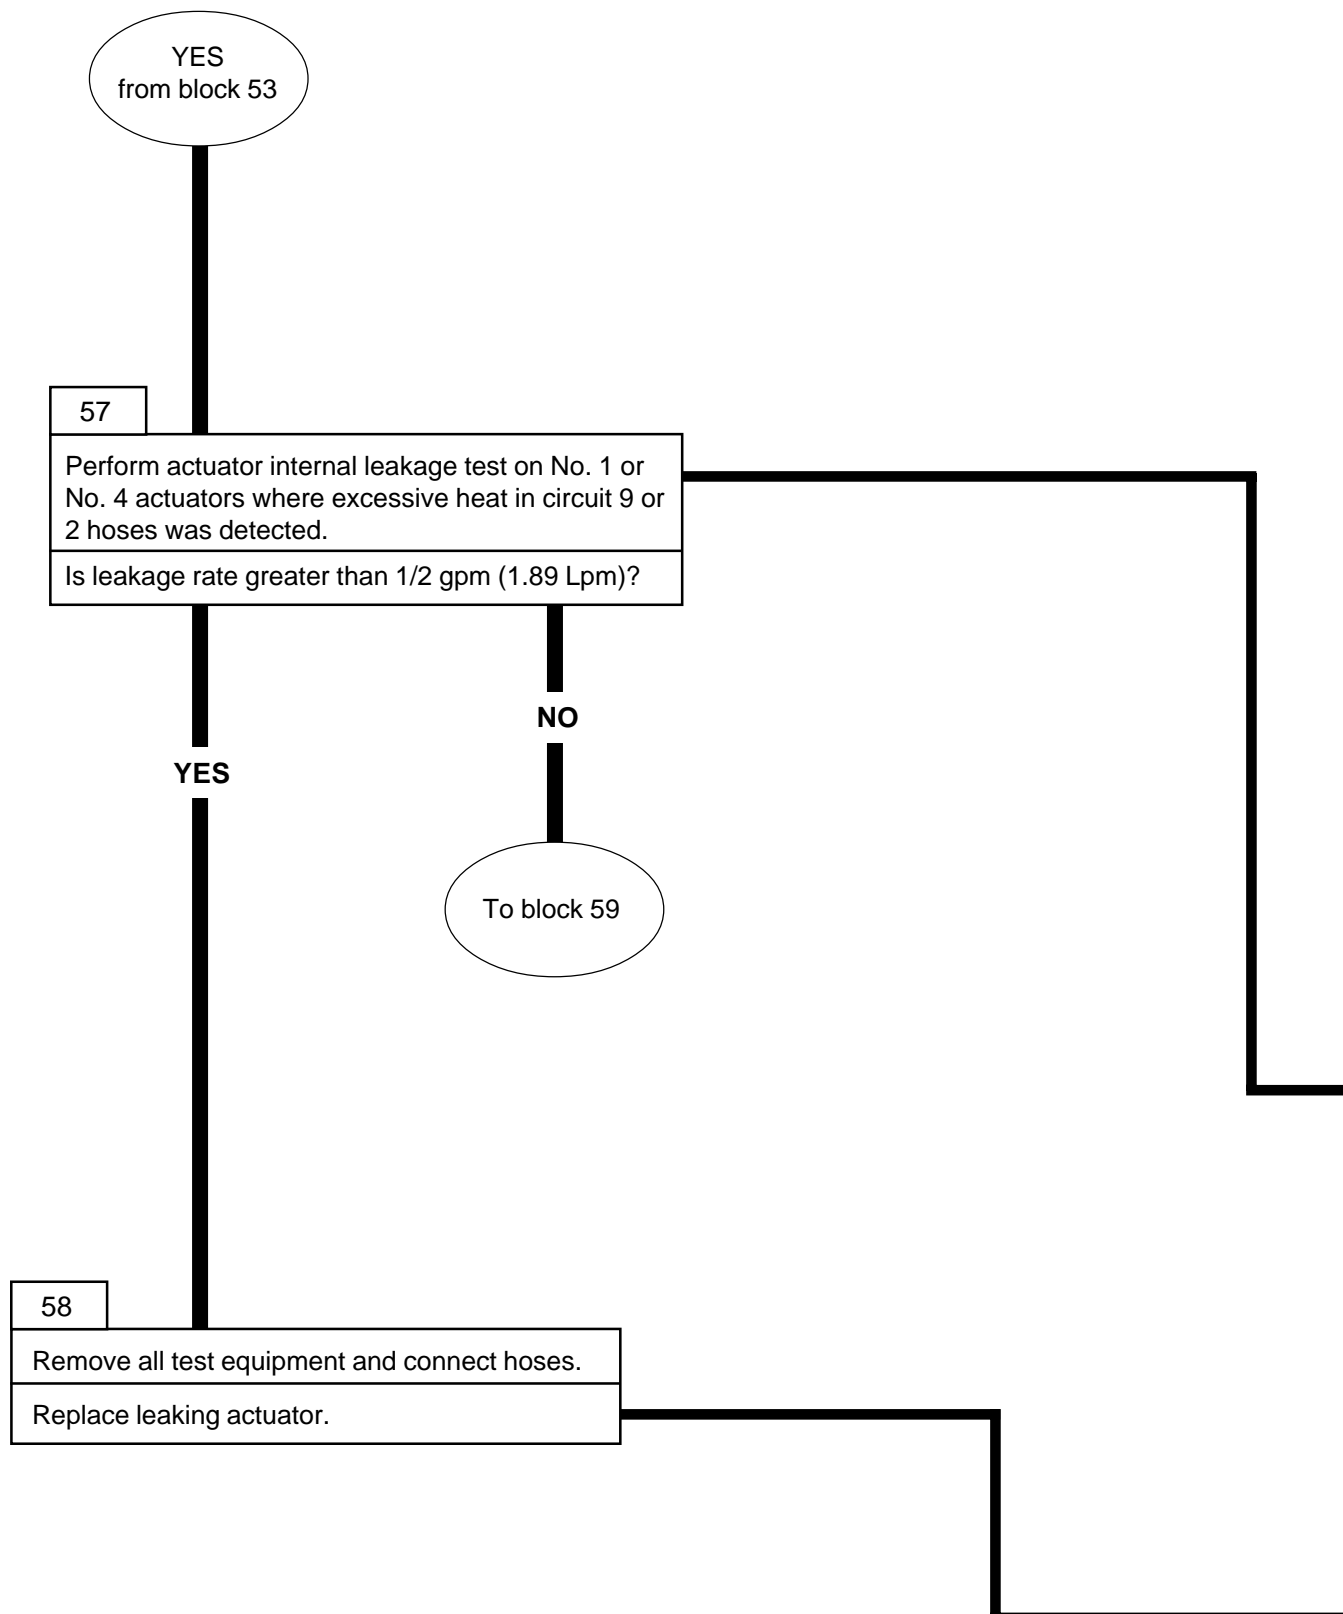 YES
from block 53
57
Perform actuator internal leakage test on No. 1 or
No. 4 actuators where excessive heat in circuit 9 or
2 hoses was detected.
Is leakage rate greater than 1/2 gpm (1.89 Lpm)?
NO
YES
To block 59
58
Remove all test equipment and connect hoses.
Replace leaking actuator.